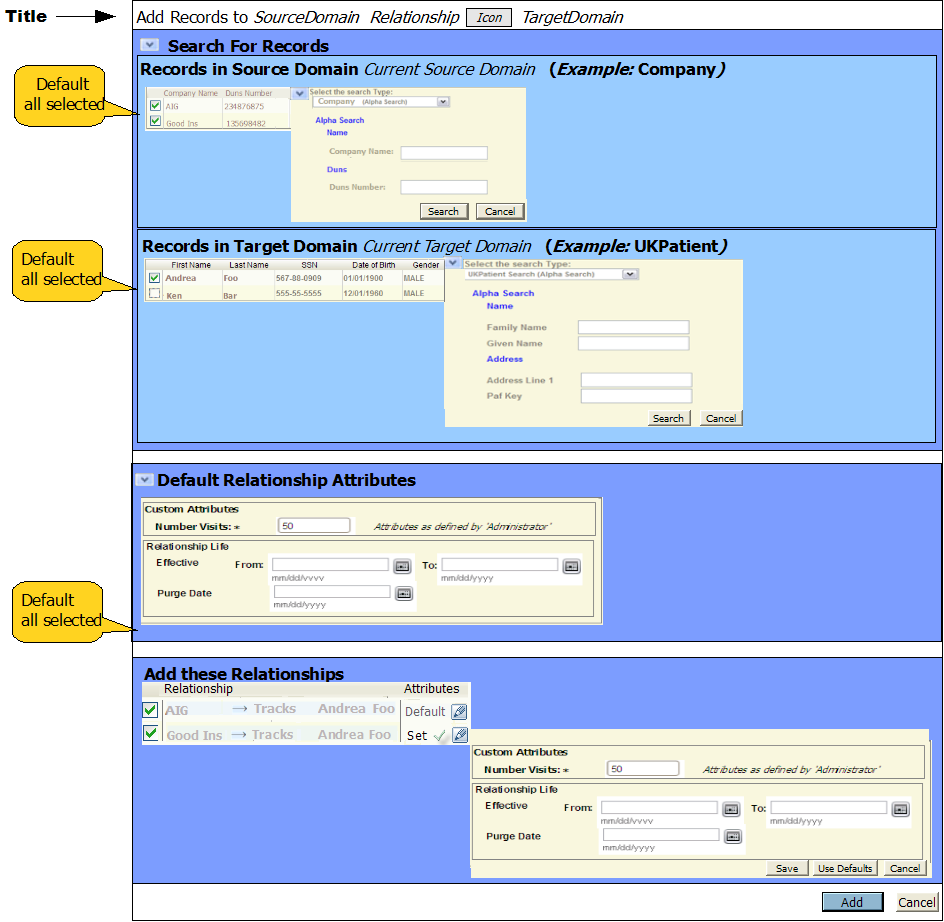 Title
Add Records to SourceDomain Relationship Icon TargetDomain
Search For Records
Records in Source Domain Current Source Domain (Example: Company)
Default
all selected
Company Name Duns Number
AIG 234876875
Good Ins 135698482
Select the search Type:
Company (Alpha Search)
Alpha Search
Name
Company Name:
Duns
Duns Number:
Search Cancel
Records in Target Domain Current Target Domain (Example: UKPatient)
Default
all selected
First Name Last Name SSN Date of Birth Gender
Andrea Foo 567-88-0909 01/01/1900 MALE
Ken Bar 555-55-5555 12/01/1960 MALE
Select the search Type:
UKPatient Search (Alpha Search)
Alpha Search
Name
Family Name
Given Name
Address
Address Line 1
Paf Key
Search Cancel
Default Relationship Attributes
Custom Attributes
Number Visits: * 50 Attributes as defined by 'Administrator'
Relationship Life
Effective From: To:
mm/dd/yyyy mm/dd/yyyy
Purge Date
mm/dd/yyyy
Default
all selected
Add these Relationships
Relationship Attributes
AIG → Tracks Andrea Foo Default
Good Ins → Tracks Andrea Foo Set
Custom Attributes
Number Visits: * 50 Attributes as defined by 'Administrator'
Relationship Life
Effective From: To:
mm/dd/yyyy mm/dd/yyyy
Purge Date
mm/dd/yyyy
Save Use Defaults Cancel
Add Cancel